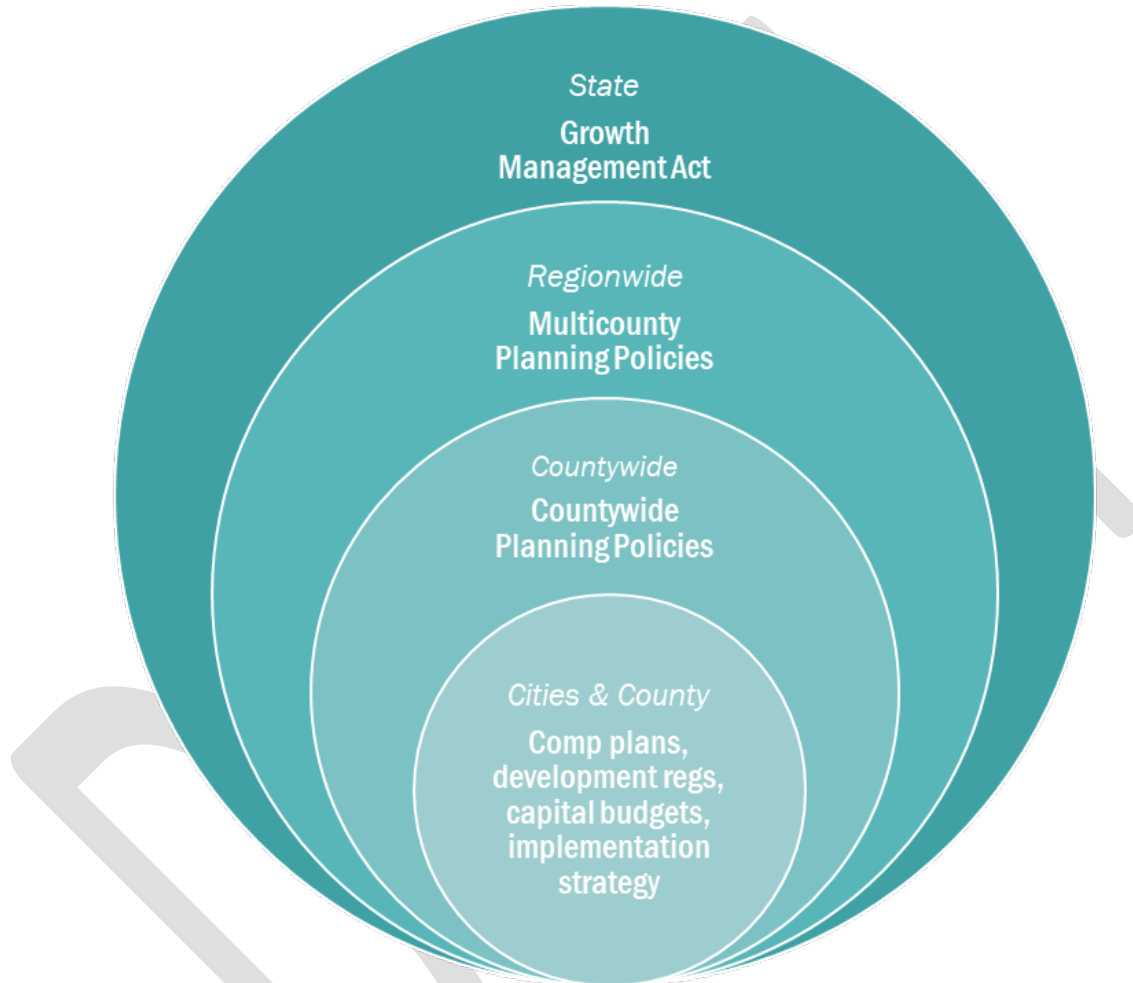 State
Growth
Management Act
Regionwide
Multicounty
Planning Policies
Countywide
Countywide
Planning Policies
Cities & County
Comp plans,
development regs,
capital budgets,
implementation
strategy